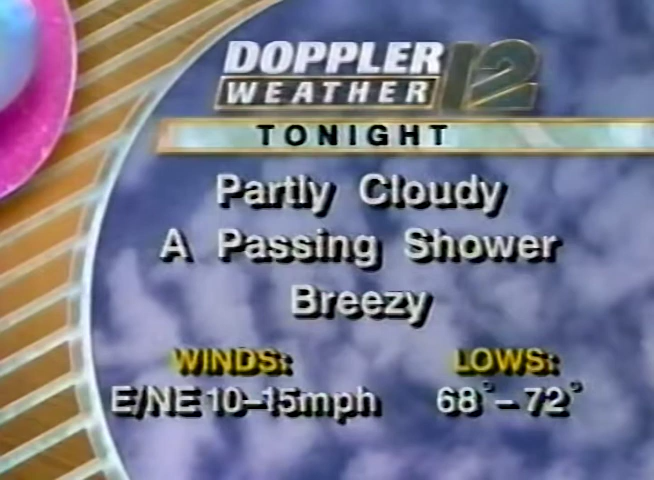 DOPPLER 12
WEATHER
TONIGHT
Partly Cloudy
A Passing Shower
Breezy
WINDS: LOWS:
E/NE 10–15mph 68°–72°